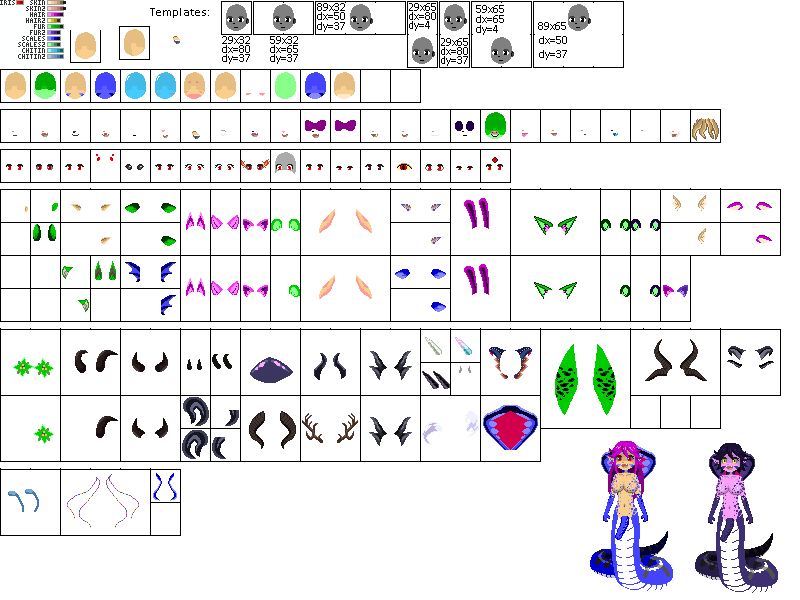 IRIS
SKIN
SKIN2
HAIR
HAIR2
FUR
FUR2
SCALES
SCALES2
CHITIN
CHITIN2
Templates:
29x32
dx=80
dy=37
59x32
dx=65
dy=37
89x32
dx=50
dy=37
29x65
dx=80
dy=4
29x65
dx=80
dy=37
59x65
dx=65
dy=4
89x65
dx=50
dy=37